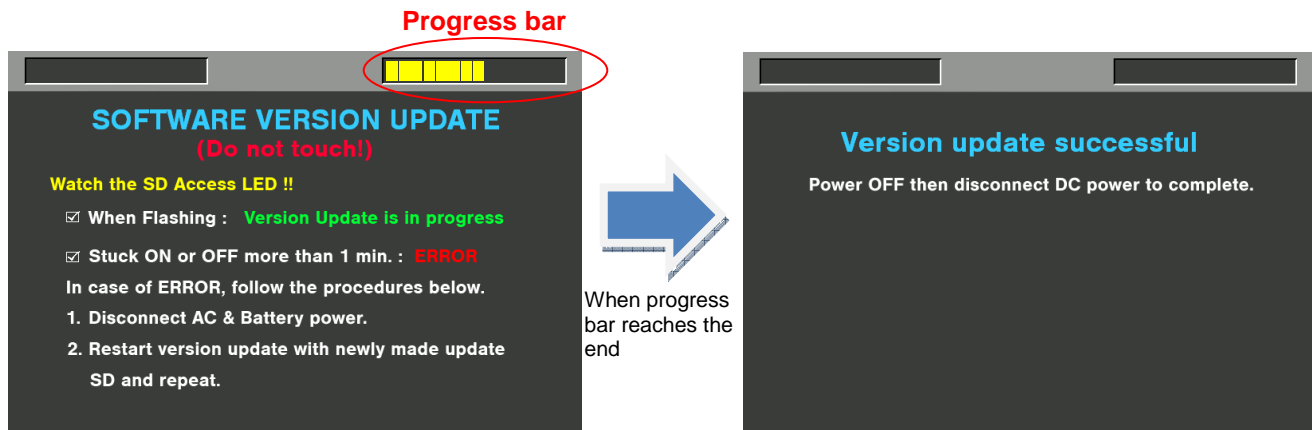 Progress bar
SOFTWARE VERSION UPDATE
(Do not touch!)
Watch the SD Access LED !!
When Flashing : Version Update is in progress
Stuck ON or OFF more than 1 min. : ERROR
In case of ERROR, follow the procedures below.
1. Disconnect AC & Battery power.
2. Restart version update with newly made update
SD and repeat.
When progress
bar reaches the
end
Version update successful
Power OFF then disconnect DC power to complete.